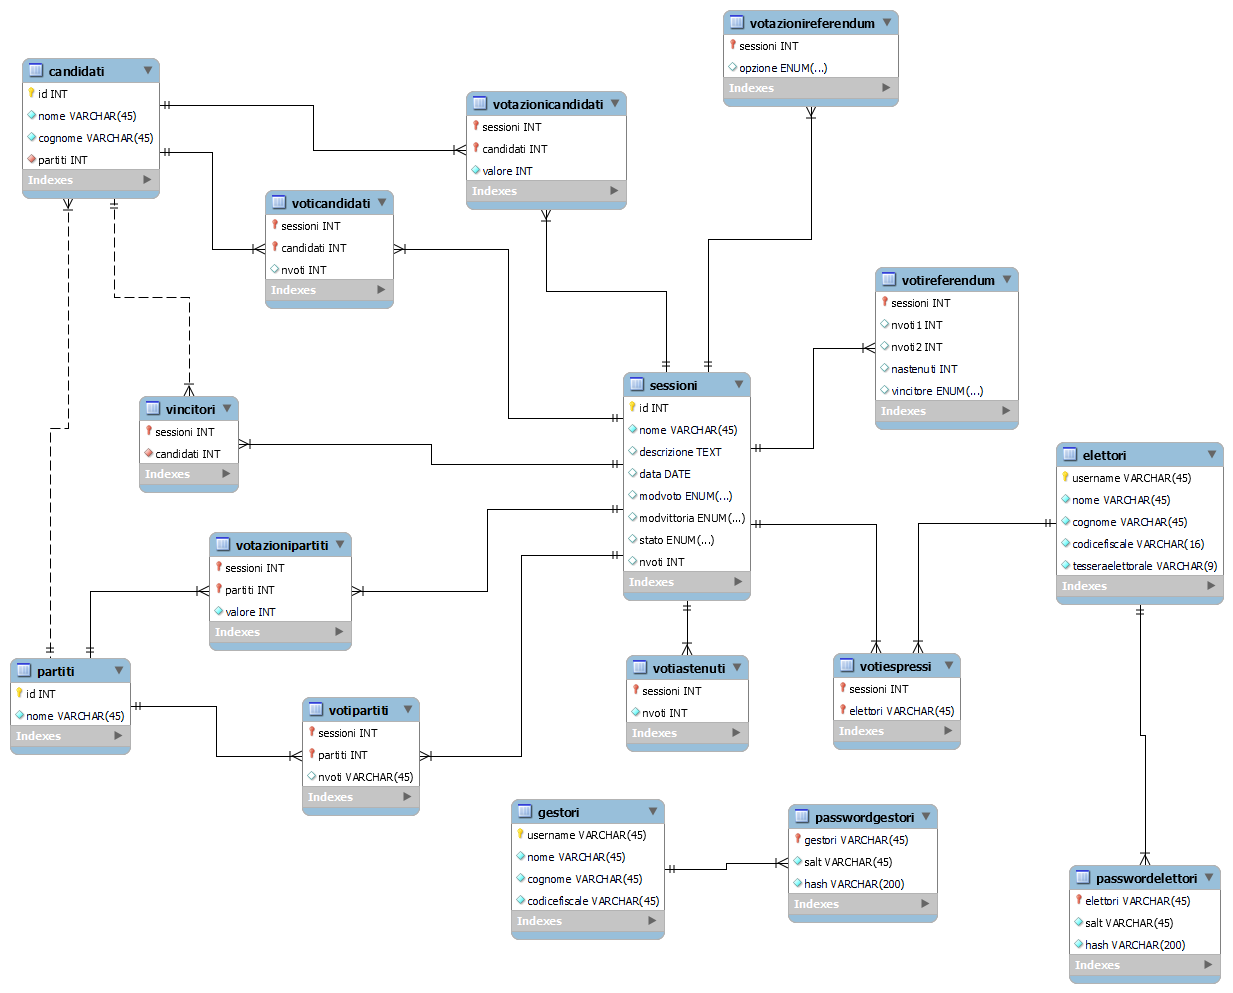 votazionireferendum
sessioni INT
opzione ENUM(...)
Indexes
candidati
id INT
nome VARCHAR(45)
cognome VARCHAR(45)
partiti INT
Indexes
votazionicandidati
sessioni INT
candidati INT
valore INT
Indexes
voticandidati
sessioni INT
candidati INT
nvoti INT
Indexes
votireferendum
sessioni INT
nvoti1 INT
nvoti2 INT
nastenuti INT
vincitore ENUM(...)
Indexes
sessioni
id INT
nome VARCHAR(45)
descrizione TEXT
data DATE
modvoto ENUM(...)
modvittoria ENUM(...)
stato ENUM(...)
nvoti INT
Indexes
vincitori
sessioni INT
candidati INT
Indexes
elettori
username VARCHAR(45)
nome VARCHAR(45)
cognome VARCHAR(45)
codicefiscale VARCHAR(16)
tesseraelettorale VARCHAR(9)
Indexes
votazionipartiti
sessioni INT
partiti INT
valore INT
Indexes
partiti
id INT
nome VARCHAR(45)
Indexes
votiastenuti
sessioni INT
nvoti INT
Indexes
votiespressi
sessioni INT
elettori VARCHAR(45)
Indexes
votipartiti
sessioni INT
partiti INT
nvoti VARCHAR(45)
Indexes
gestori
username VARCHAR(45)
nome VARCHAR(45)
cognome VARCHAR(45)
codicefiscale VARCHAR(45)
Indexes
passwordgestori
gestori VARCHAR(45)
salt VARCHAR(45)
hash VARCHAR(200)
Indexes
passwordelettori
elettori VARCHAR(45)
salt VARCHAR(45)
hash VARCHAR(200)
Indexes